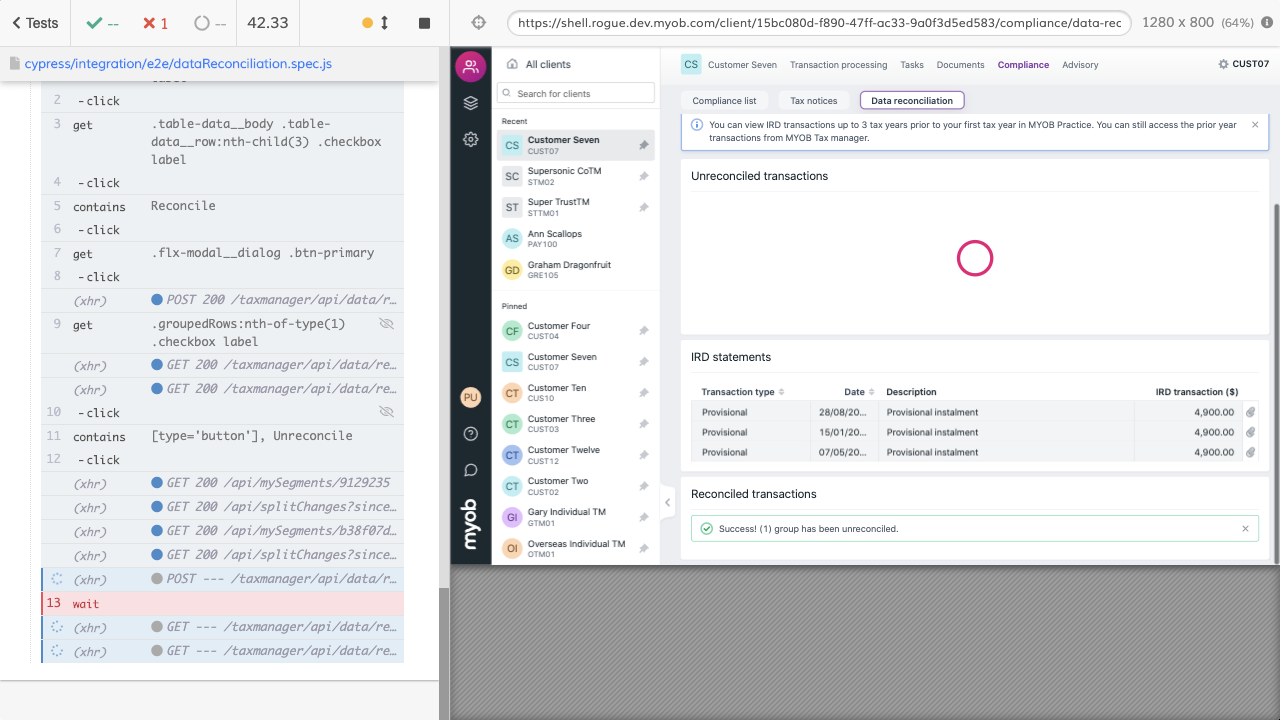 Tests
--
1
--
42.33
https://shell.rogue.dev.myob.com/client/15bc080d-f890-47ff-ac33-9a0f3d5ed583/compliance/data-rec
1280 x 800 (64%)
cypress/integration/e2e/dataReconciliation.spec.js
label
2 -click
3 get .table-data__body .table-
data__row:nth-child(3) .checkbox
label
4 -click
5 contains Reconcile
6 -click
7 get .flx-modal__dialog .btn-primary
8 -click
(xhr) POST 200 /taxmanager/api/data/r…
9 get .groupedRows:nth-of-type(1)
.checkbox label
(xhr) GET 200 /taxmanager/api/data/re…
(xhr) GET 200 /taxmanager/api/data/re…
10 -click
11 contains [type='button'], Unreconcile
12 -click
(xhr) GET 200 /api/mySegments/9129235
(xhr) GET 200 /api/splitChanges?since…
(xhr) GET 200 /api/mySegments/b38f07d…
(xhr) GET 200 /api/splitChanges?since…
(xhr) POST --- /taxmanager/api/data/r…
13 wait
(xhr) GET --- /taxmanager/api/data/re…
(xhr) GET --- /taxmanager/api/data/re…
PU
myob
All clients
Search for clients
Recent
CS Customer Seven
CUST07
SC Supersonic CoTM
STM02
ST Super TrustTM
STTM01
AS Ann Scallops
PAY100
GD Graham Dragonfruit
GRE105
Pinned
CF Customer Four
CUST04
CS Customer Seven
CUST07
CT Customer Ten
CUS10
CT Customer Three
CUST03
CT Customer Twelve
CUST12
CT Customer Two
CUST02
GI Gary Individual TM
GTM01
OI Overseas Individual TM
OTM01
CS Customer Seven Transaction processing Tasks Documents Compliance Advisory CUST07
Compliance list Tax notices Data reconciliation
You can view IRD transactions up to 3 tax years prior to your first tax year in MYOB Practice. You can still access the prior year
transactions from MYOB Tax manager.
Unreconciled transactions
IRD statements
Transaction type Date Description IRD transaction ($)
Provisional 28/08/20... Provisional instalment 4,900.00
Provisional 15/01/20... Provisional instalment 4,900.00
Provisional 07/05/20... Provisional instalment 4,900.00
Reconciled transactions
Success! (1) group has been unreconciled.